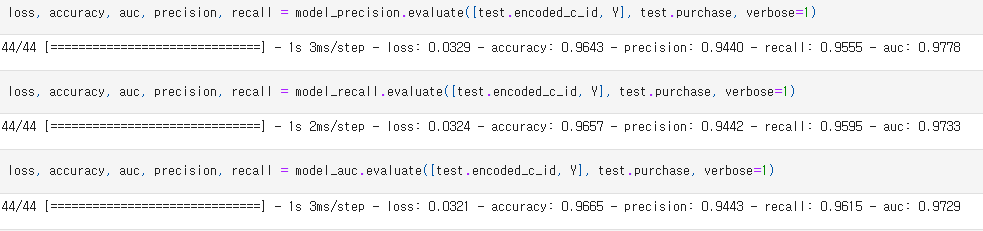 loss, accuracy, auc, precision, recall = model_precision.evaluate([test.encoded_c_id, Y], test.purchase, verbose=1)
44/44 [==============================] - 1s 3ms/step - loss: 0.0329 - accuracy: 0.9643 - precision: 0.9440 - recall: 0.9555 - auc: 0.9778
loss, accuracy, auc, precision, recall = model_recall.evaluate([test.encoded_c_id, Y], test.purchase, verbose=1)
44/44 [==============================] - 1s 2ms/step - loss: 0.0324 - accuracy: 0.9657 - precision: 0.9442 - recall: 0.9595 - auc: 0.9733
loss, accuracy, auc, precision, recall = model_auc.evaluate([test.encoded_c_id, Y], test.purchase, verbose=1)
44/44 [==============================] - 1s 3ms/step - loss: 0.0321 - accuracy: 0.9665 - precision: 0.9443 - recall: 0.9615 - auc: 0.9729